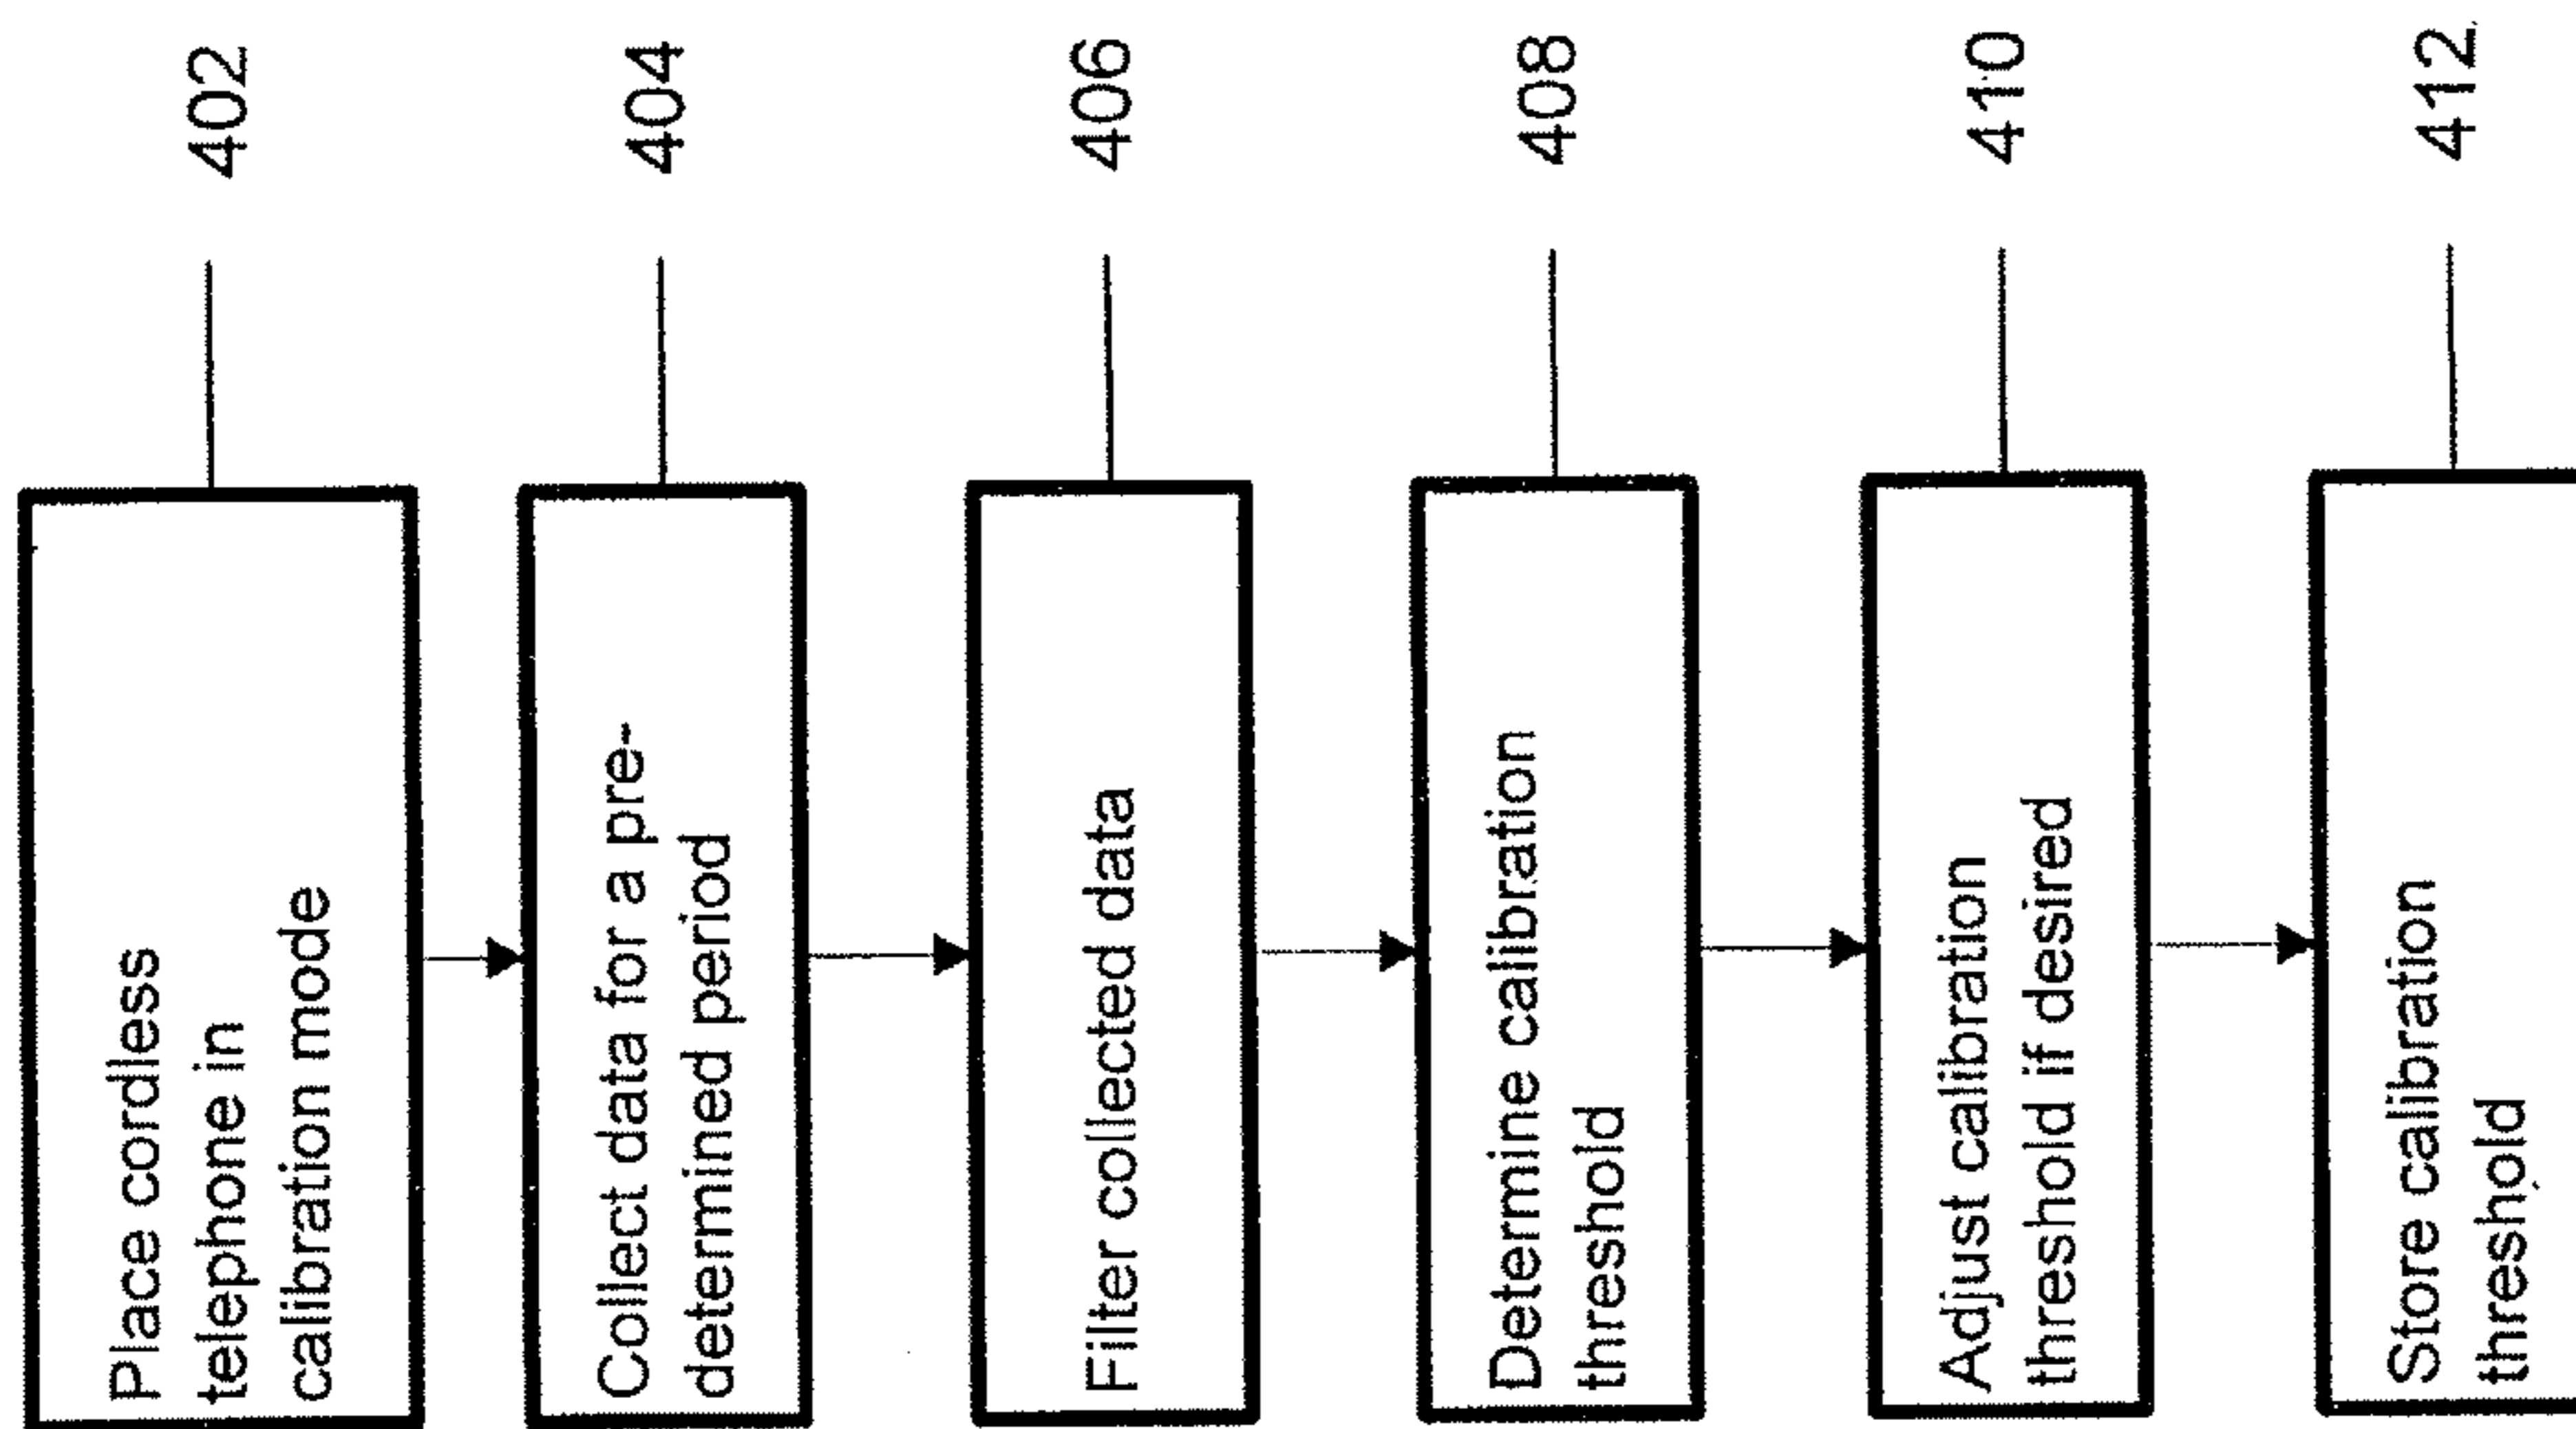 Place cordless
telephone in
calibration mode
402
Collect data for a pre-
determined period
404
Filter collected data
406
Determine calibration
threshold
408
Adjust calibration
threshold if desired
410
Store calibration
threshold
412